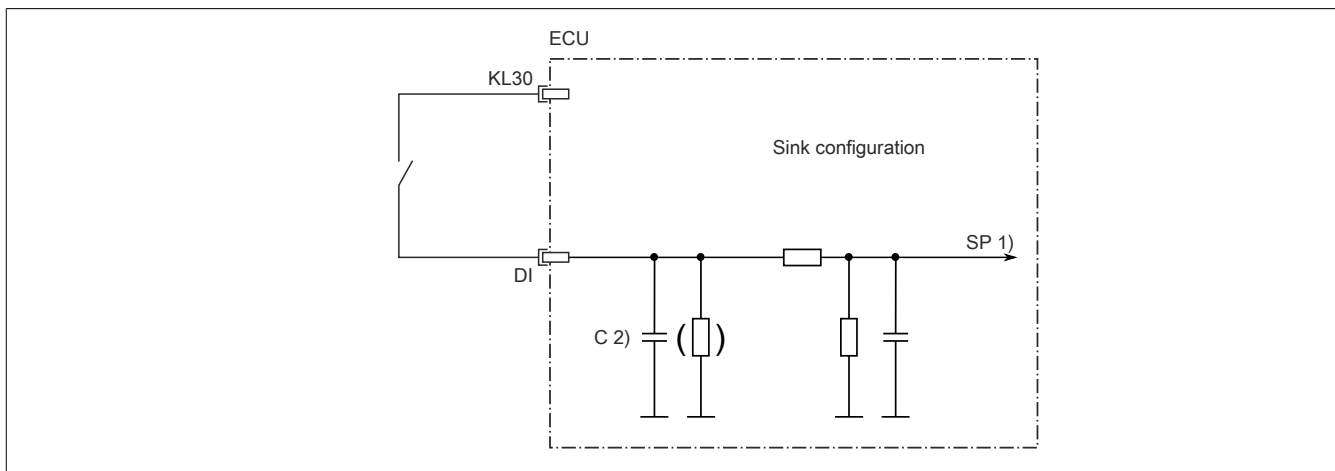 ECU
KL30
Sink configuration
SP 1)
DI
C 2)